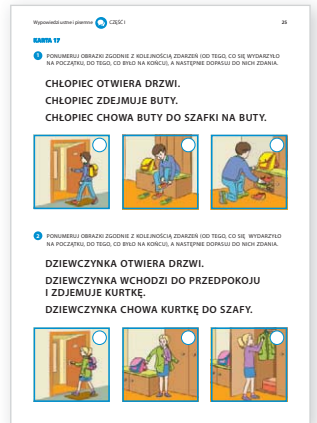 Wypowiedzi ustne i pisemne CZĘŚĆ I 25
KARTA 17
1 PONUMERUJ OBRAZKI ZGODNIE Z KOLEJNOŚCIĄ ZDARZEŃ (OD TEGO, CO SIĘ WYDARZYŁO
NA POCZĄTKU, DO TEGO, CO BYŁO NA KOŃCU), A NASTĘPNIE DOPASUJ DO NICH ZDANIA.
CHŁOPIEC OTWIERA DRZWI.
CHŁOPIEC ZDEJMUJE BUTY.
CHŁOPIEC CHOWA BUTY DO SZAFKI NA BUTY.
2 PONUMERUJ OBRAZKI ZGODNIE Z KOLEJNOŚCIĄ ZDARZEŃ (OD TEGO, CO SIĘ WYDARZYŁO
NA POCZĄTKU, DO TEGO, CO BYŁO NA KOŃCU), A NASTĘPNIE DOPASUJ DO NICH ZDANIA.
DZIEWCZYNKA OTWIERA DRZWI.
DZIEWCZYNKA WCHODZI DO PRZEDPOKOJU
I ZDJEMUJE KURTKĘ.
DZIEWCZYNKA CHOWA KURTKĘ DO SZAFY.